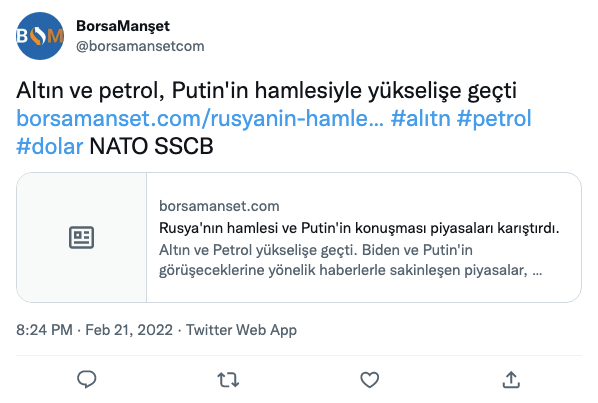 BOM
BorsaManşet
@borsamansetcom
Altın ve petrol, Putin'in hamlesiyle yükselişe geçti
borsamanset.com/rusyanin-hamle… #alıtn #petrol
#dolar NATO SSCB
borsamanset.com
Rusya'nın hamlesi ve Putin'in konuşması piyasaları karıştırdı.
Altın ve Petrol yükselişe geçti. Biden ve Putin'in
görüşeceklerine yönelik haberlerle sakinleşen piyasalar, …
8:24 PM · Feb 21, 2022 · Twitter Web App